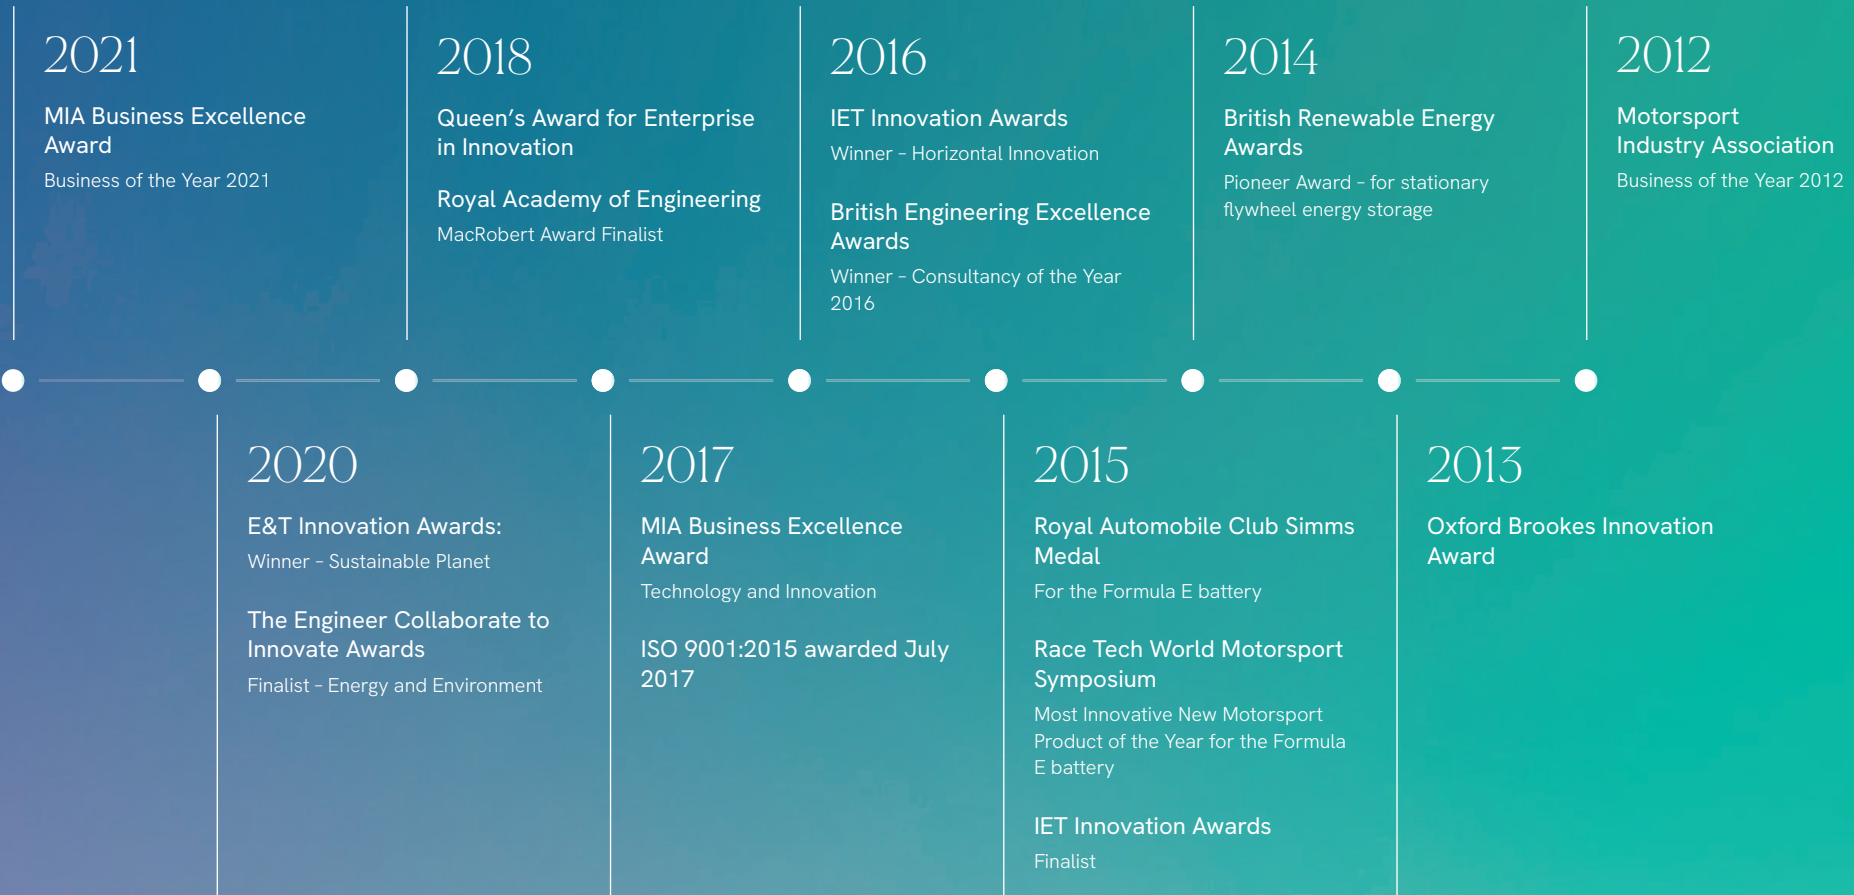 2021
MIA Business Excellence
Award
Business of the Year 2021
2018
Queen’s Award for Enterprise
in Innovation
Royal Academy of Engineering
MacRobert Award Finalist
2016
IET Innovation Awards
Winner – Horizontal Innovation
British Engineering Excellence
Awards
Winner – Consultancy of the Year
2016
2014
British Renewable Energy
Awards
Pioneer Award – for stationary
flywheel energy storage
2012
Motorsport
Industry Association
Business of the Year 2012
2020
E&T Innovation Awards:
Winner – Sustainable Planet
The Engineer Collaborate to
Innovate Awards
Finalist – Energy and Environment
2017
MIA Business Excellence
Award
Technology and Innovation
ISO 9001:2015 awarded July
2017
2015
Royal Automobile Club Simms
Medal
For the Formula E battery
Race Tech World Motorsport
Symposium
Most Innovative New Motorsport
Product of the Year for the Formula
E battery
IET Innovation Awards
Finalist
2013
Oxford Brookes Innovation
Award